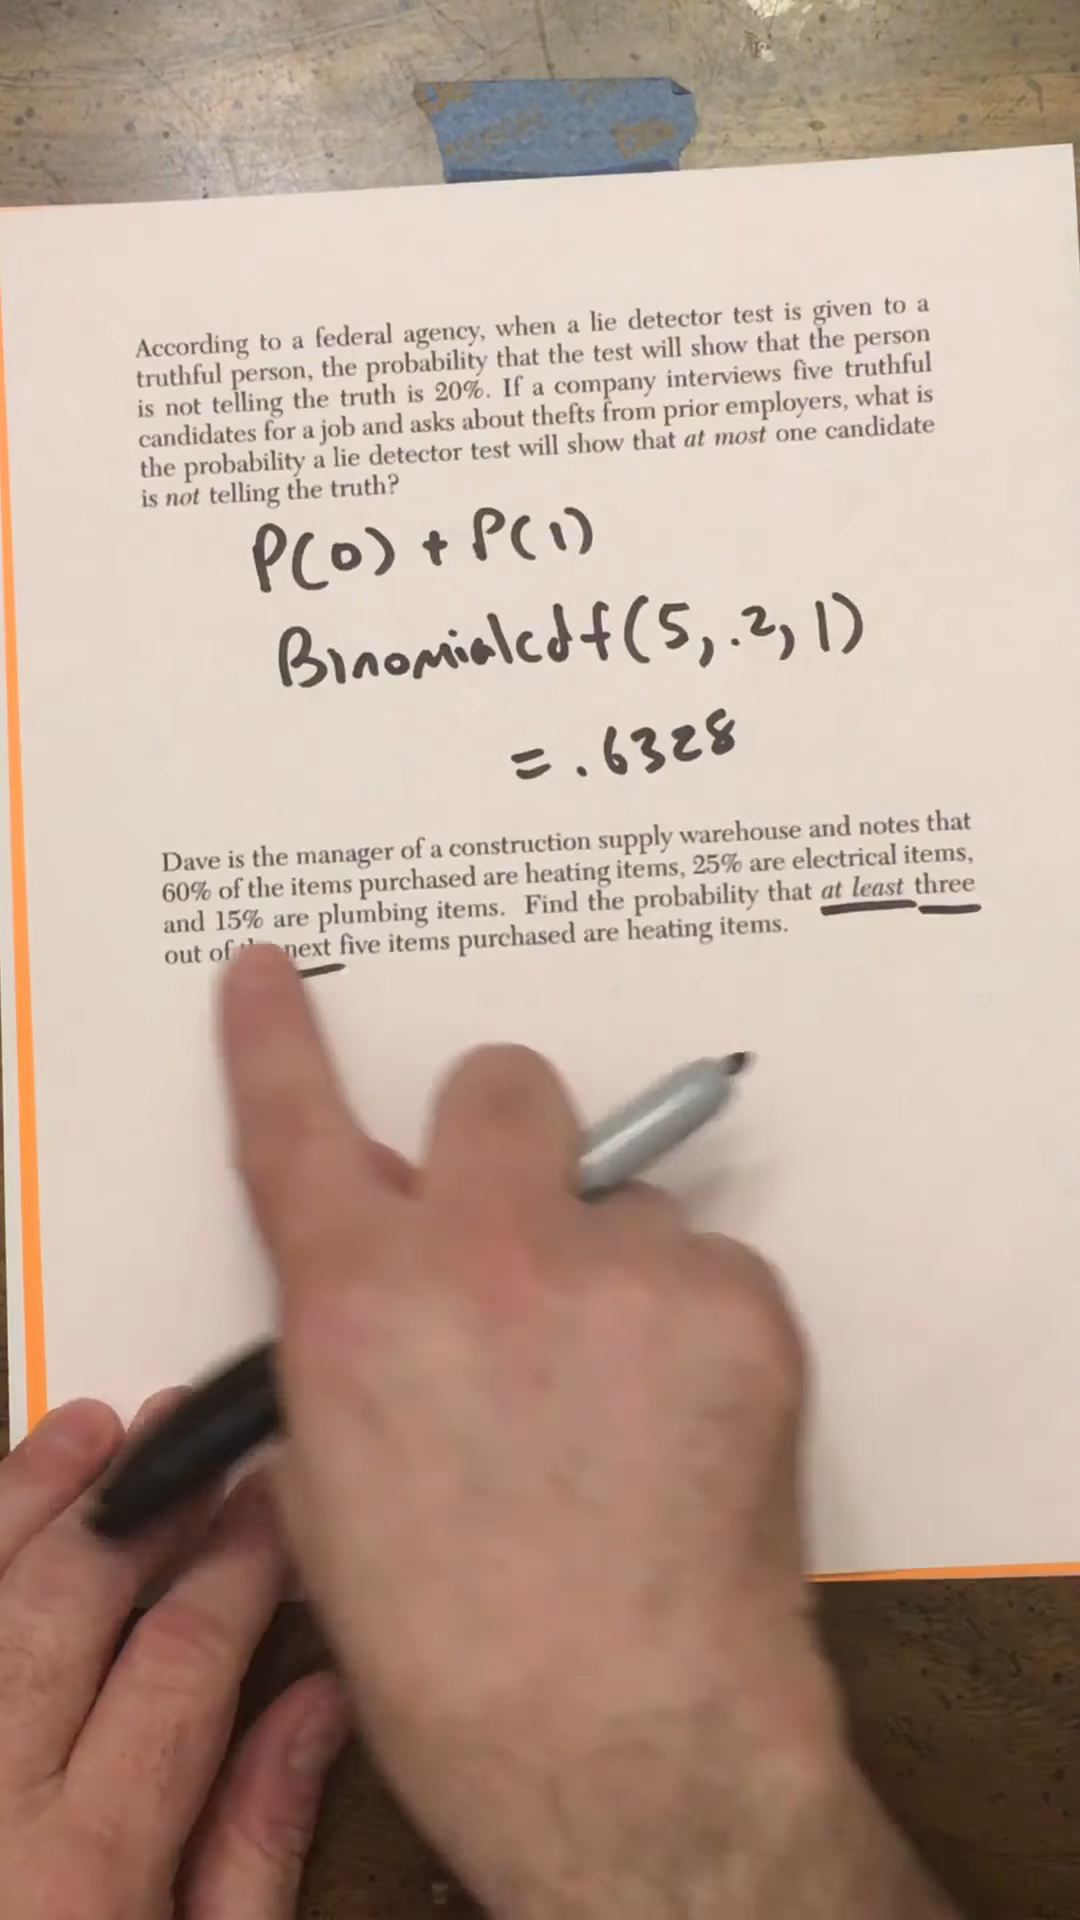 According to a federal agency, when a lie detector test is given to a
truthful person, the probability that the test will show that the person
is not telling the truth is 20%. If a company interviews five truthful
candidates for a job and asks about thefts from prior employers, what is
the probability a lie detector test will show that at most one candidate
is not telling the truth?
P(0) + P(1)
Binomialcdf(5, .2, 1)
= .6328
Dave is the manager of a construction supply warehouse and notes that
60% of the items purchased are heating items, 25% are electrical items,
and 15% are plumbing items. Find the probability that at least three
out of next five items purchased are heating items.